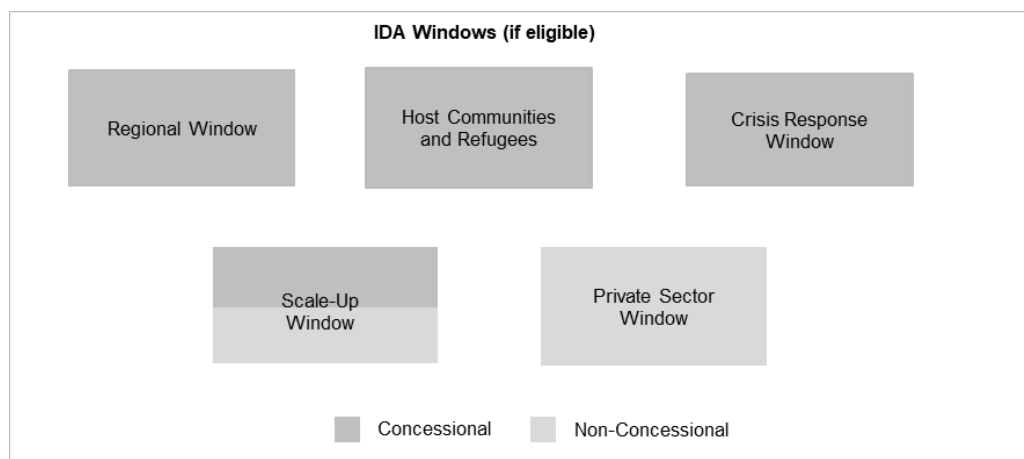 IDA Windows (if eligible)
Regional Window
Host Communities
and Refugees
Crisis Response
Window
Scale-Up
Window
Private Sector
Window
Concessional
Non-Concessional